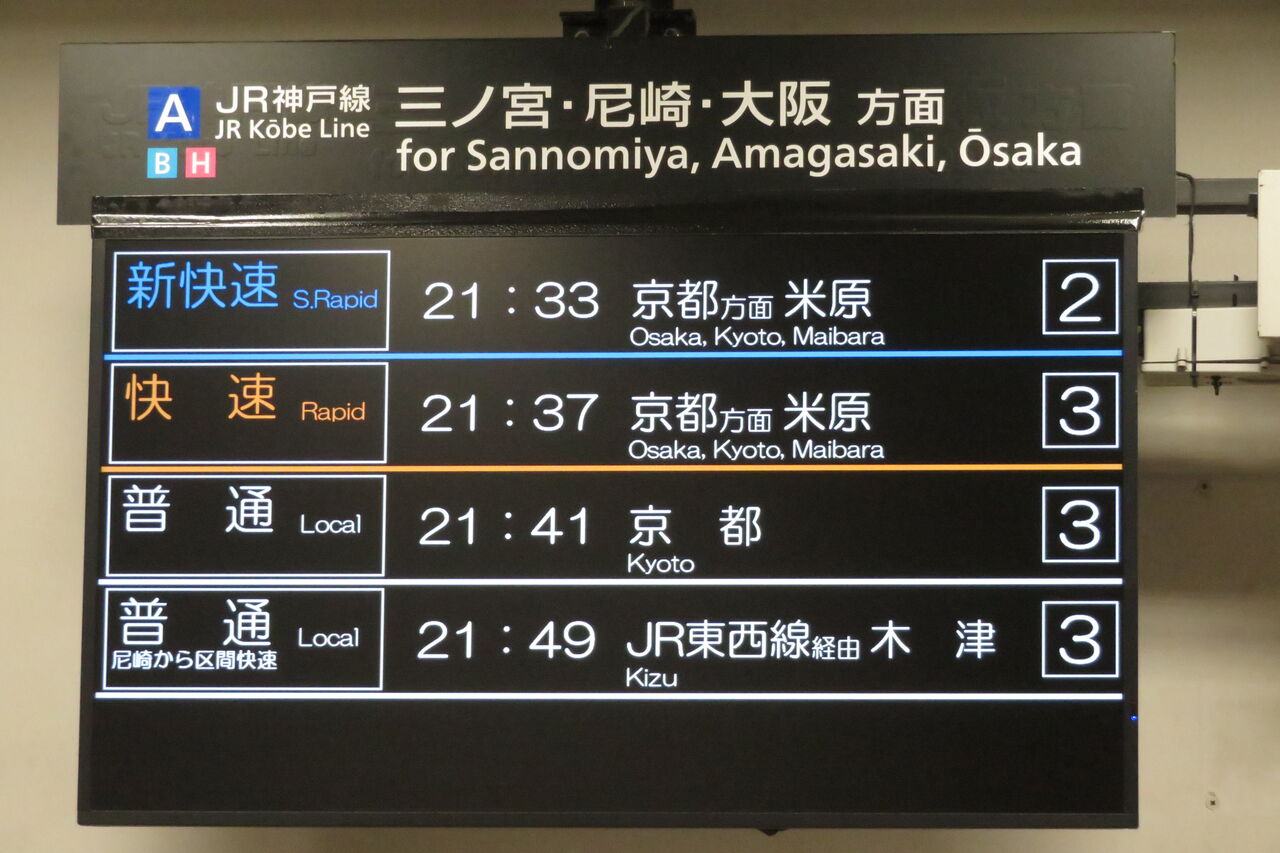 A JR神戸線 三ノ宮・尼崎・大阪 方面
JR Kōbe Line
B H
for Sannomiya, Amagasaki, Ōsaka
新快速 S.Rapid 21:33 京都方面 米原 2
Osaka, Kyoto, Maibara
快 速 Rapid 21:37 京都方面 米原 3
Osaka, Kyoto, Maibara
普 通 Local 21:41 京 都 3
Kyoto
普 通 Local 21:49 JR東西線経由 木 津 3
尼崎から区間快速
Kizu